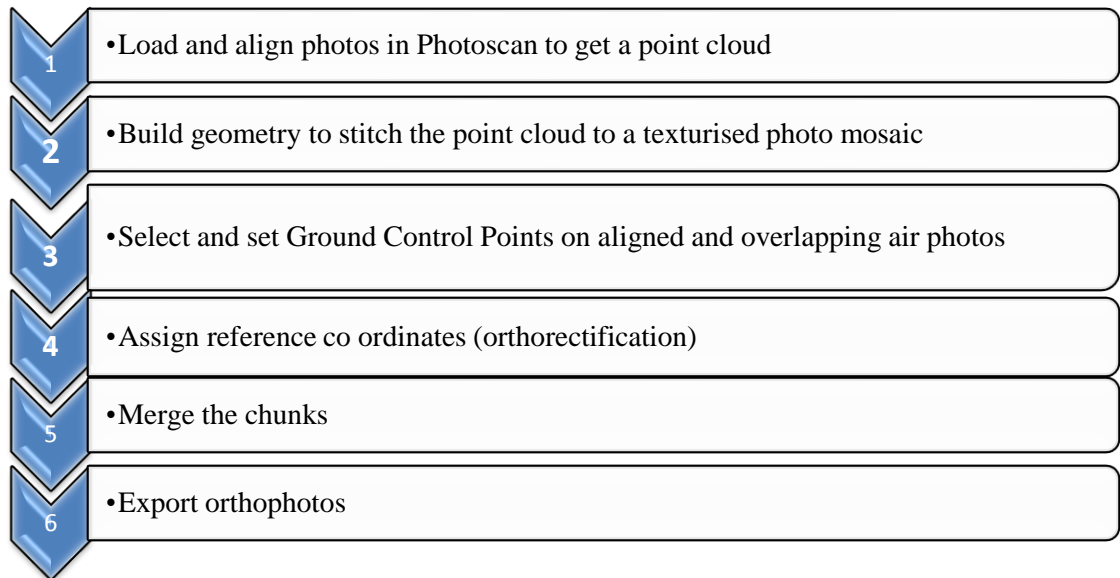 1
•Load and align photos in Photoscan to get a point cloud
2
•Build geometry to stitch the point cloud to a texturised photo mosaic
3
•Select and set Ground Control Points on aligned and overlapping air photos
4
•Assign reference co ordinates (orthorectification)
5
•Merge the chunks
6
•Export orthophotos